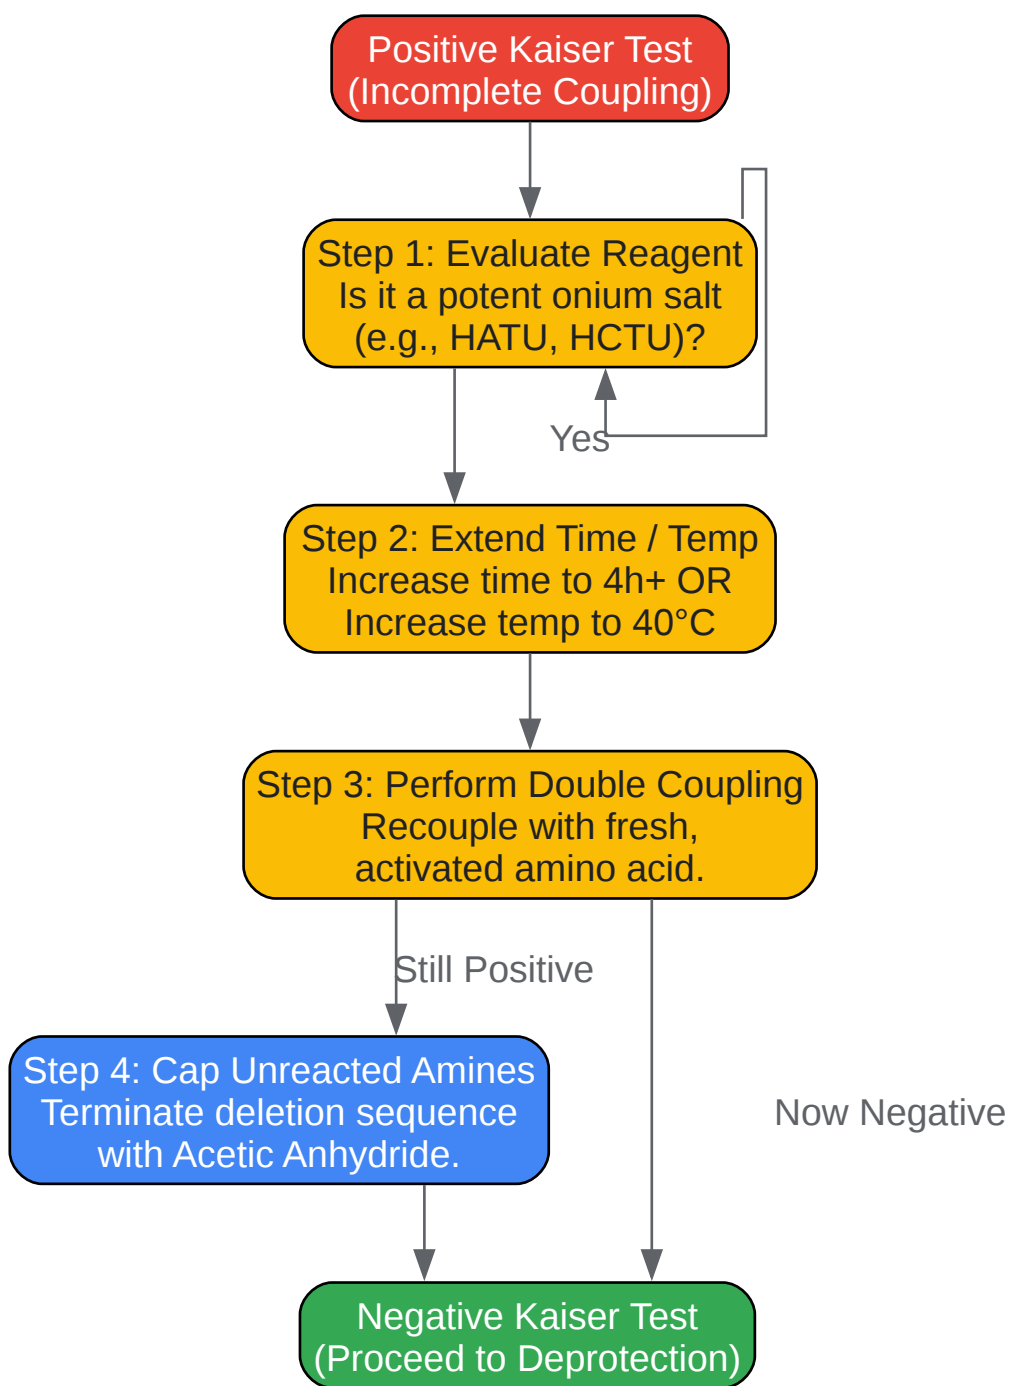 Positive Kaiser Test
(Incomplete Coupling)
Step 1: Evaluate Reagent
Is it a potent onium salt
(e.g., HATU, HCTU)?
Yes
Step 2: Extend Time / Temp
Increase time to 4h+ OR
Increase temp to 40°C
Step 3: Perform Double Coupling
Recouple with fresh,
activated amino acid.
Still Positive
Step 4: Cap Unreacted Amines
Terminate deletion sequence
with Acetic Anhydride.
Now Negative
Negative Kaiser Test
(Proceed to Deprotection)